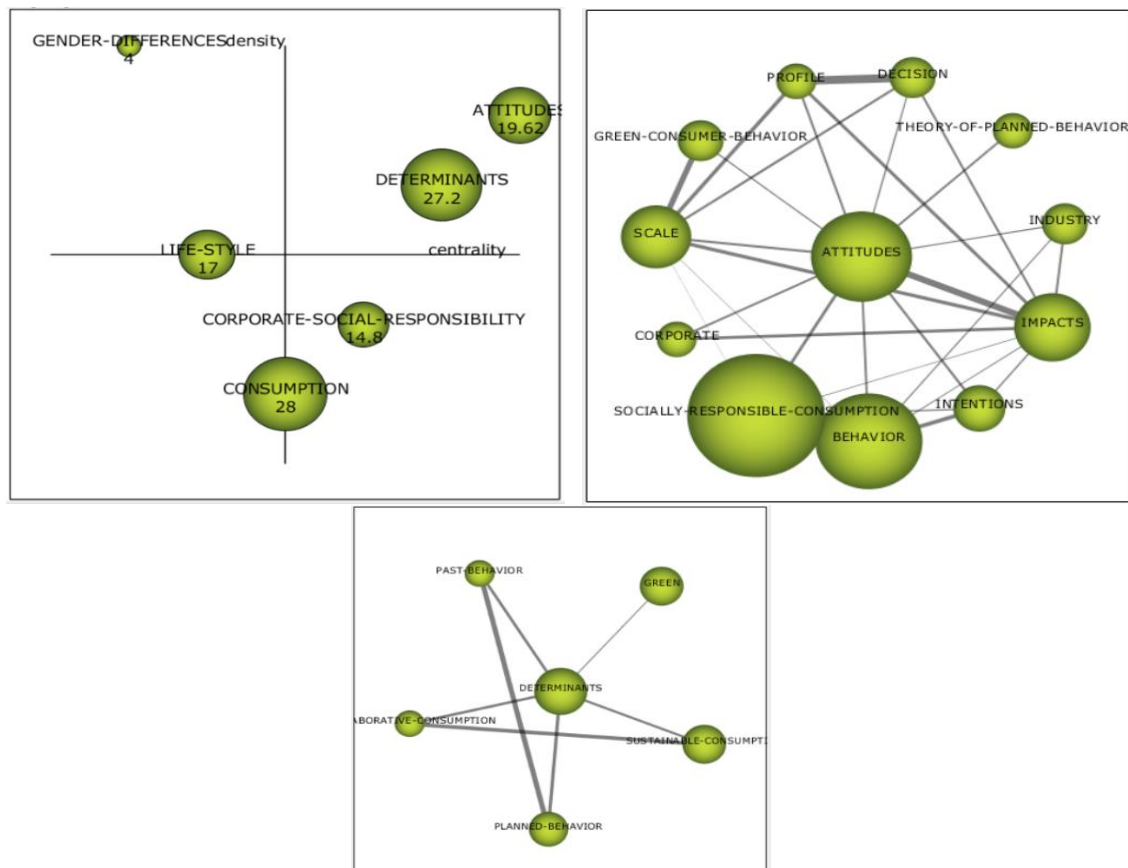 GENDER-DIFFERENCES density
4
ATTITUDES
19.62
DETERMINANTS
27.2
LIFE-STYLE
17
centrality
CORPORATE-SOCIAL-RESPONSIBILITY
14.8
CONSUMPTION
28
PROFILE
DECISION
GREEN-CONSUMER-BEHAVIOR
THEORY-OF-PLANNED-BEHAVIOR
SCALE
INDUSTRY
ATTITUDES
CORPORATE
IMPACTS
SOCIALLY-RESPONSIBLE-CONSUMPTION
INTENTIONS
BEHAVIOR
PAST-BEHAVIOR
GREEN
DETERMINANTS
ABORATIVE-CONSUMPTION
SUSTAINABLE-CONSUMPTI
PLANNED-BEHAVIOR